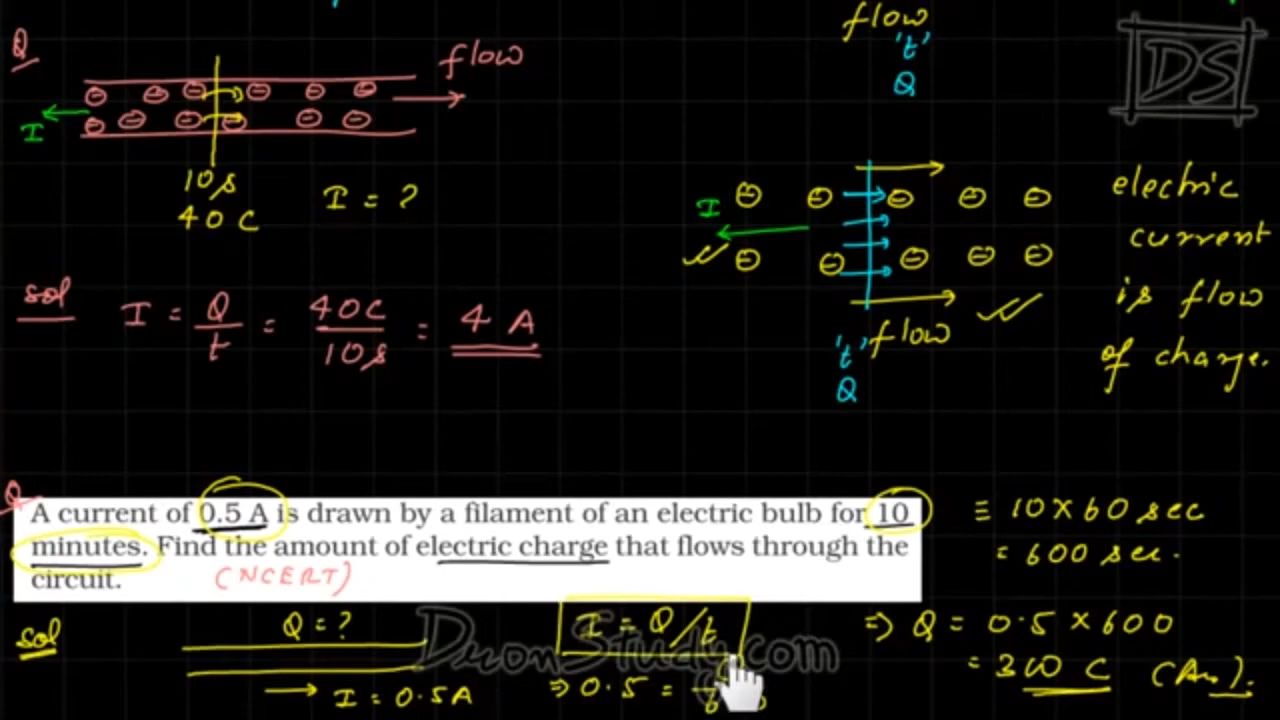 flow
't'
Q
DS
Q
flow
I
10s
40C
I = ?
sol
I = Q/t = 40C/10s = 4 A
I
flow
't'
Q
electric
current
is flow
of charge.
Q
A current of 0.5 A is drawn by a filament of an electric bulb for 10
minutes. Find the amount of electric charge that flows through the
circuit.
(NCERT)
≡ 10 × 60 sec
= 600 sec.
sol
Q = ?
I = 0.5A
I = Q/t
⇒ 0.5 =
⇒ Q = 0.5 × 600
= 300 C (Ans).
DronStudy.com